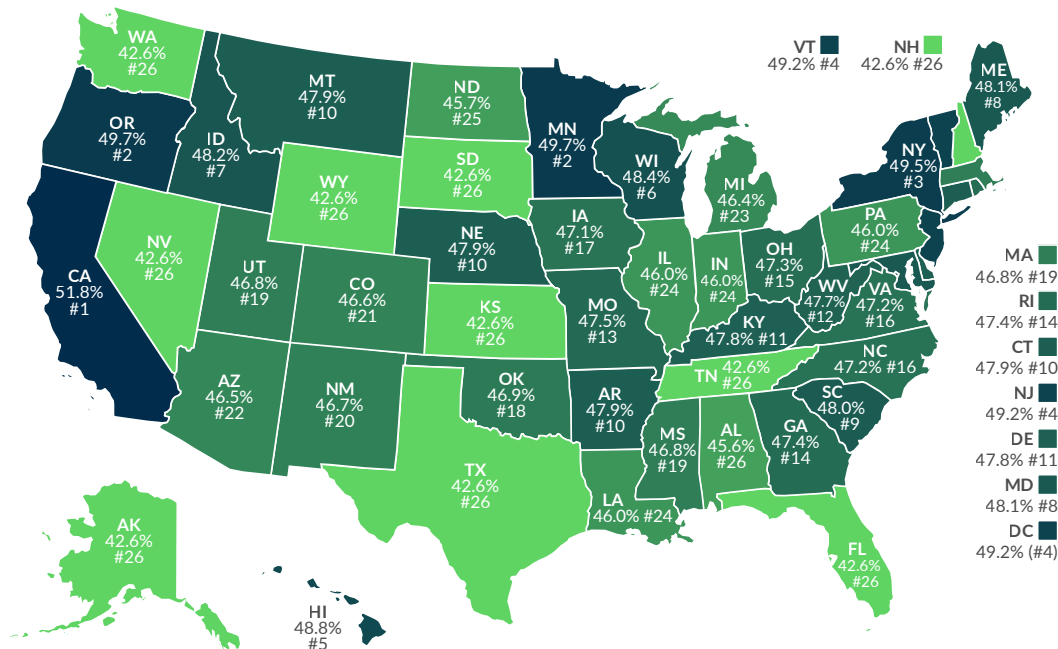 WA
42.6%
#26
VT
49.2% #4
NH
42.6% #26
MT
47.9%
#10
ND
45.7%
#25
ME
48.1%
#8
OR
49.7%
#2
ID
48.2%
#7
MN
49.7%
#2
WI
48.4%
#6
NY
49.5%
#3
SD
42.6%
#26
WY
42.6%
#26
MI
46.4%
#23
IA
47.1%
#17
PA
46.0%
#24
NE
47.9%
#10
NV
42.6%
#26
CA
51.8%
#1
UT
46.8%
#19
CO
46.6%
#21
IL
46.0%
#24
IN
46.0%
#24
OH
47.3%
#15
WV
47.7%
#12
VA
47.2%
#16
MA
46.8% #19
RI
47.4% #14
CT
47.9% #10
NJ
49.2% #4
DE
47.8% #11
MD
48.1% #8
DC
49.2% (#4)
KS
42.6%
#26
MO
47.5%
#13
KY
47.8% #11
NC
47.2% #16
TN 42.6%
#26
AZ
46.5%
#22
NM
46.7%
#20
OK
46.9%
#18
AR
47.9%
#10
SC
48.0%
#9
MS
46.8%
#19
AL
45.6%
#26
GA
47.4%
#14
TX
42.6%
#26
LA
46.0% #24
FL
42.6%
#26
AK
42.6%
#26
HI
48.8%
#5